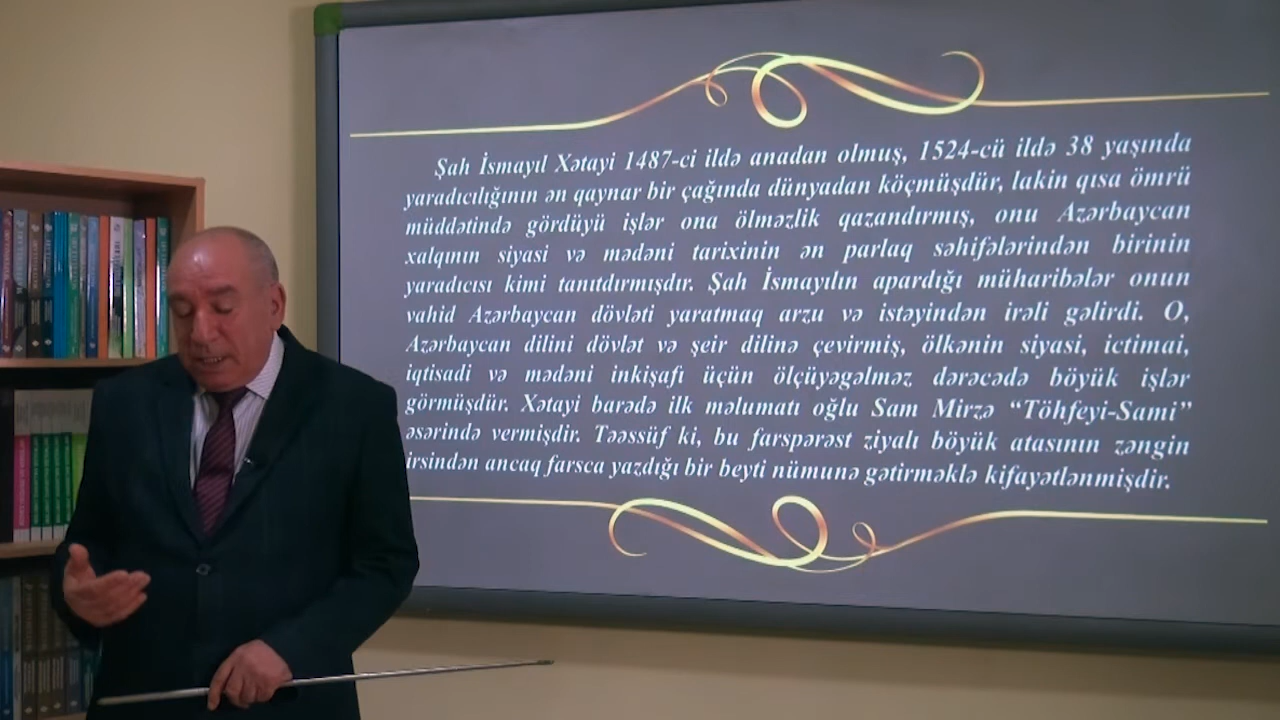 Şah İsmayıl Xətayi 1487-ci ildə anadan olmuş, 1524-cü ildə 38 yaşında
yaradıcılığının ən qaynar bir çağında dünyadan köçmüşdür, lakin qısa ömrü
müddətində gördüyü işlər ona ölməzlik qazandırmış, onu Azərbaycan
xalqının siyasi və mədəni tarixinin ən parlaq səhifələrindən birinin
yaradıcısı kimi tanıtdırmışdır. Şah İsmayılın apardığı müharibələr onun
vahid Azərbaycan dövləti yaratmaq arzu və istəyindən irəli gəlirdi. O,
Azərbaycan dilini dövlət və şeir dilinə çevirmiş, ölkənin siyasi, ictimai,
iqtisadi və mədəni inkişafı üçün ölçüyəgəlməz dərəcədə böyük işlər
görmüşdür. Xətayi barədə ilk məlumatı oğlu Sam Mirzə “Töhfeyi-Sami”
əsərində vermişdir. Təəssüf ki, bu farspərəst ziyalı böyük atasının zəngin
irsindən ancaq farsca yazdığı bir beyti nümunə gətirməklə kifayətlənmişdir.